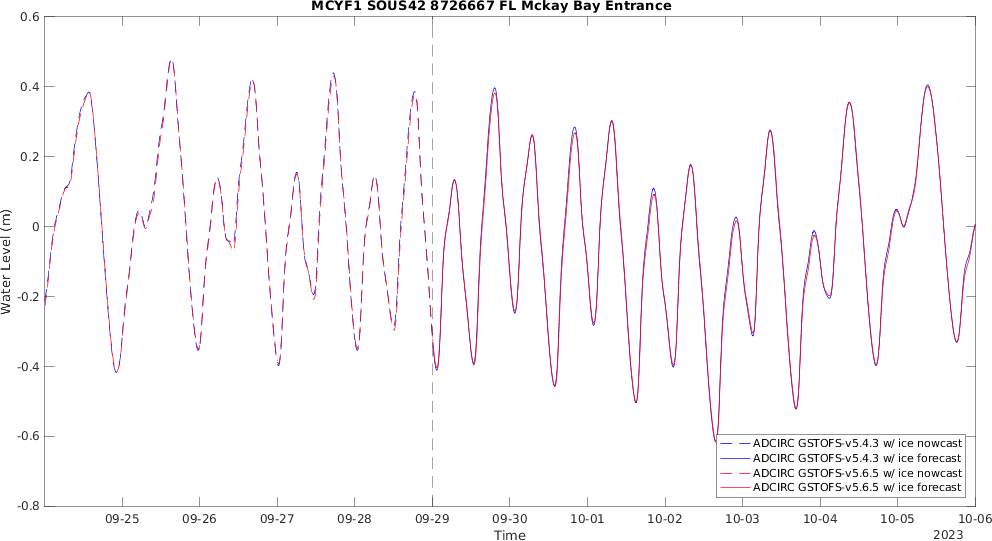 MCYF1 SOUS42 8726667 FL Mckay Bay Entrance
0.6
0.4
0.2
0
-0.2
-0.4
-0.6
-0.8
Water Level (m)
09-25 09-26 09-27 09-28 09-29 09-30 10-01 10-02 10-03 10-04 10-05 10-06
Time
2023
ADCIRC GSTOFS-v5.4.3 w/ ice nowcast
ADCIRC GSTOFS-v5.4.3 w/ ice forecast
ADCIRC GSTOFS-v5.6.5 w/ ice nowcast
ADCIRC GSTOFS-v5.6.5 w/ ice forecast